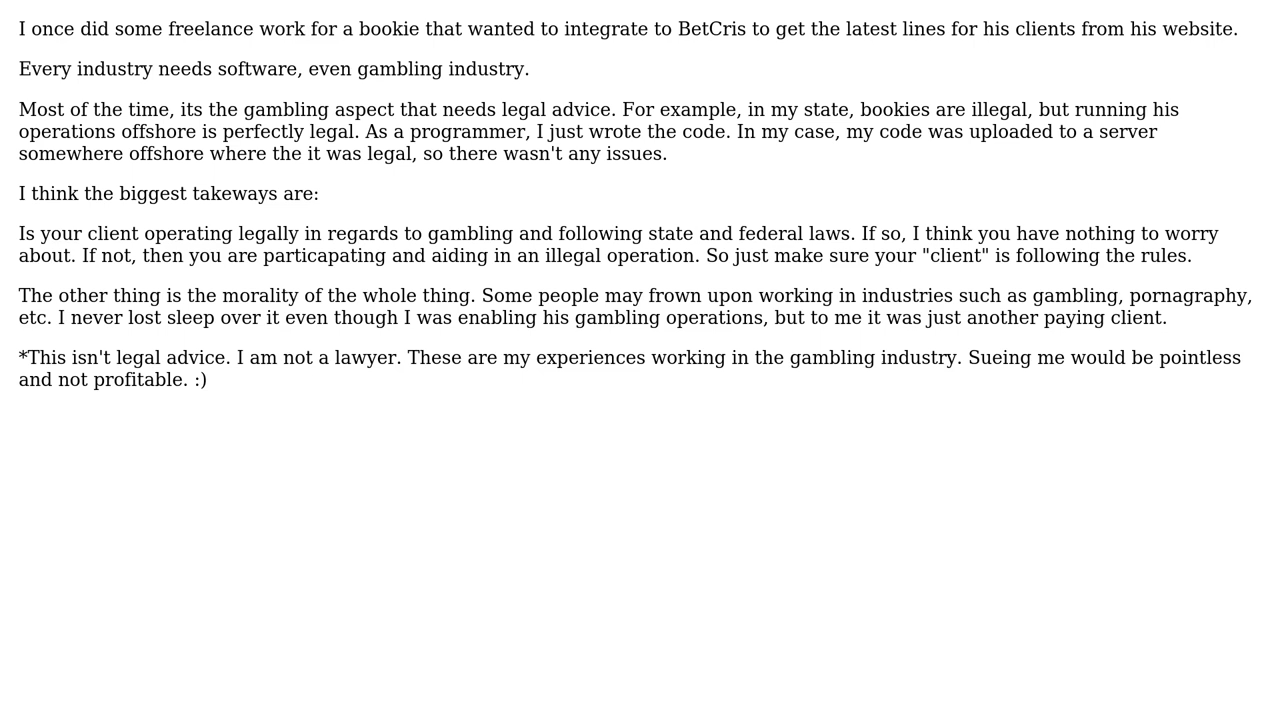 I once did some freelance work for a bookie that wanted to integrate to BetCris to get the latest lines for his clients from his website.
Every industry needs software, even gambling industry.
Most of the time, its the gambling aspect that needs legal advice. For example, in my state, bookies are illegal, but running his
operations offshore is perfectly legal. As a programmer, I just wrote the code. In my case, my code was uploaded to a server
somewhere offshore where the it was legal, so there wasn't any issues.
I think the biggest takeways are:
Is your client operating legally in regards to gambling and following state and federal laws. If so, I think you have nothing to worry
about. If not, then you are particapating and aiding in an illegal operation. So just make sure your "client" is following the rules.
The other thing is the morality of the whole thing. Some people may frown upon working in industries such as gambling, pornagraphy,
etc. I never lost sleep over it even though I was enabling his gambling operations, but to me it was just another paying client.
*This isn't legal advice. I am not a lawyer. These are my experiences working in the gambling industry. Sueing me would be pointless
and not profitable. :)